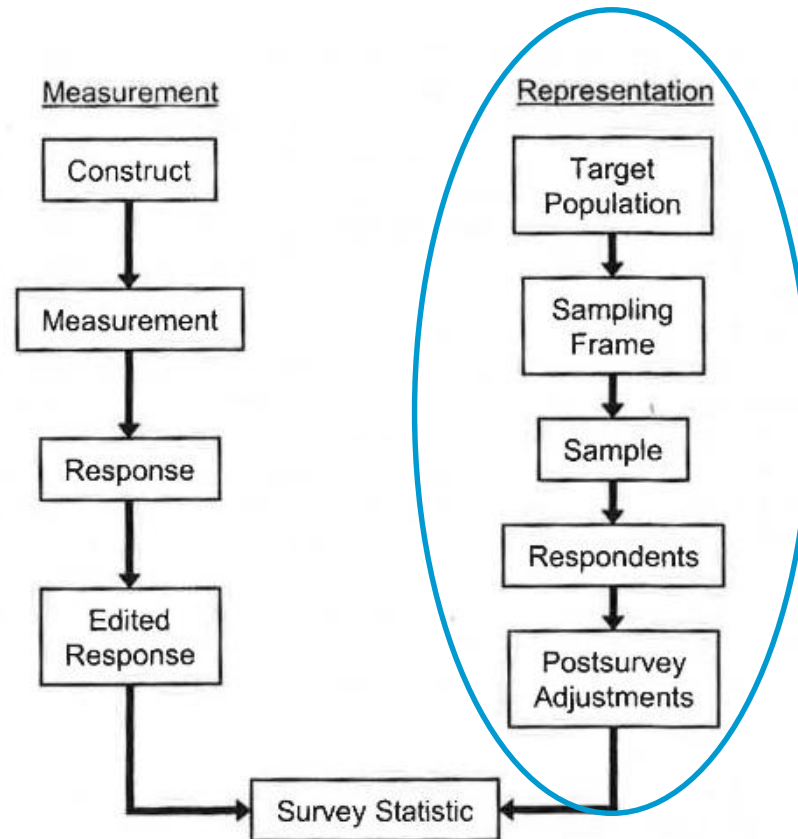 Measurement
Construct
Measurement
Response
Edited
Response
Representation
Target
Population
Sampling
Frame
Sample
Respondents
Postsurvey
Adjustments
Survey Statistic